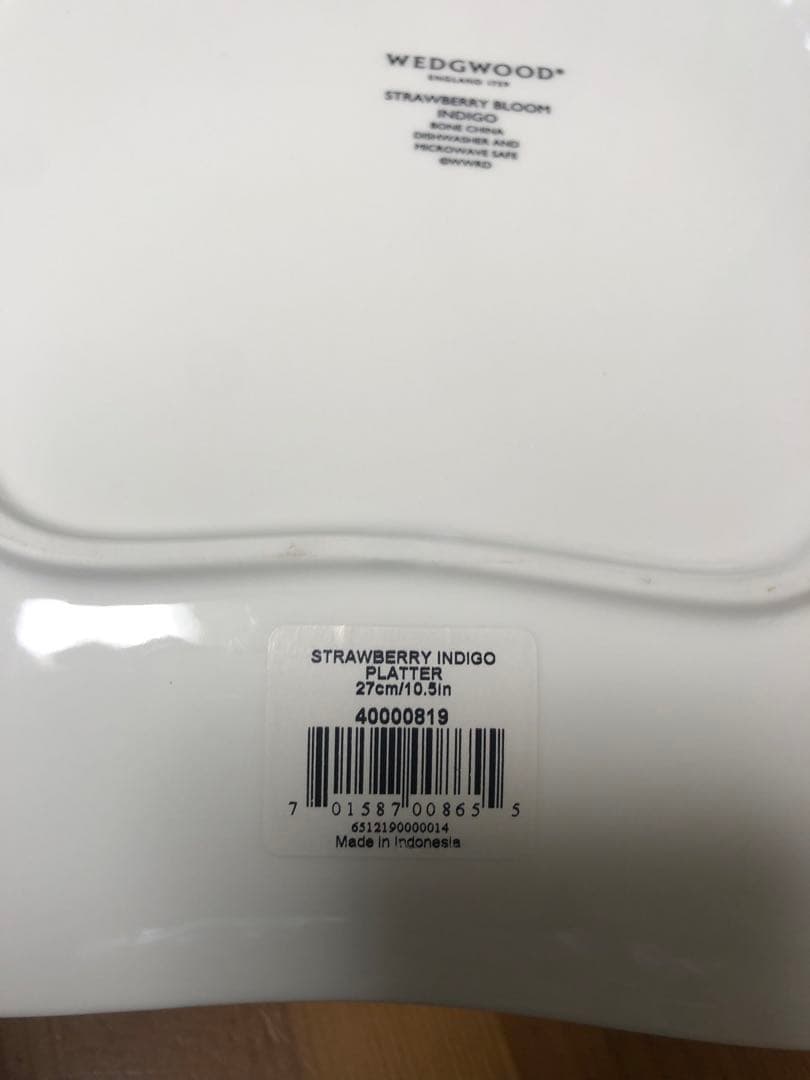 WEDGWOOD®
ENGLAND 1759
STRAWBERRY BLOOM
INDIGO
BONE CHINA
DISHWASHER AND
MICROWAVE SAFE
©WWRD
STRAWBERRY INDIGO
PLATTER
27cm/10.5in
40000819
7 01587 00865 5
6512190000014
Made in Indonesia